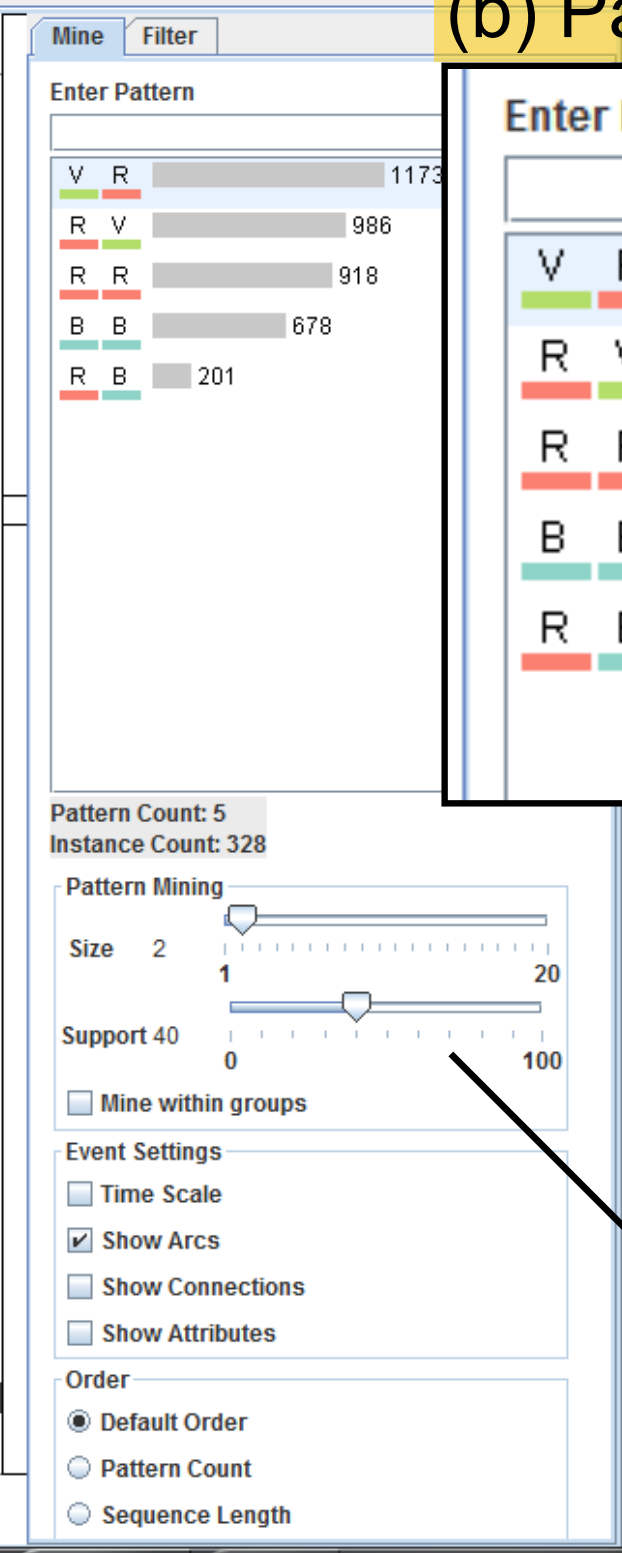 (b) Pa
Mine Filter
Enter Pattern
V R 1173
R V 986
R R 918
B B 678
R B 201
Enter
V
R
R
B
R
Pattern Count: 5
Instance Count: 328
Pattern Mining
Size 2
1 20
Support 40
0 100
Mine within groups
Event Settings
Time Scale
Show Arcs
Show Connections
Show Attributes
Order
Default Order
Pattern Count
Sequence Length